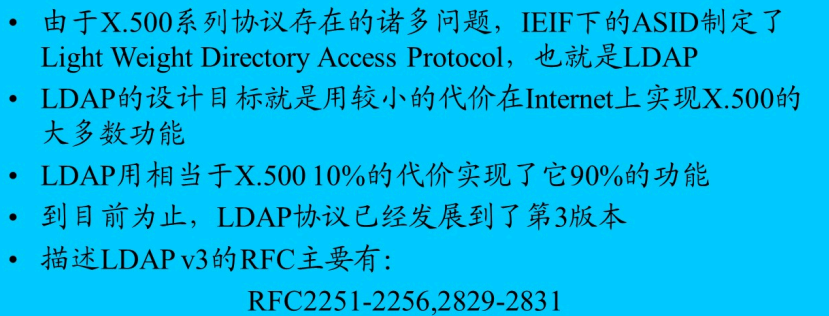 • 由于X.500系列协议存在的诸多问题，IEIF下的ASID制定了
Light Weight Directory Access Protocol，也就是LDAP
• LDAP的设计目标就是用较小的代价在Internet上实现X.500的
大多数功能
• LDAP用相当于X.500 10%的代价实现了它90%的功能
• 到目前为止，LDAP协议已经发展到了第3版本
• 描述LDAP v3的RFC主要有：
RFC2251-2256,2829-2831